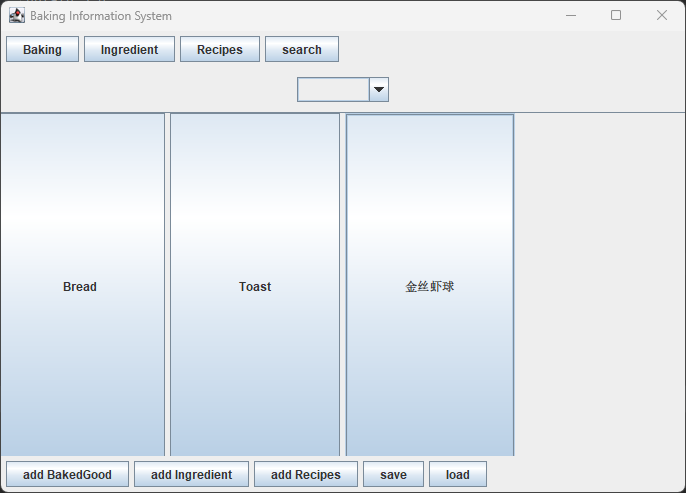 Baking Information System
Baking Ingredient Recipes search
Bread Toast 金丝虾球
add BakedGood add Ingredient add Recipes save load